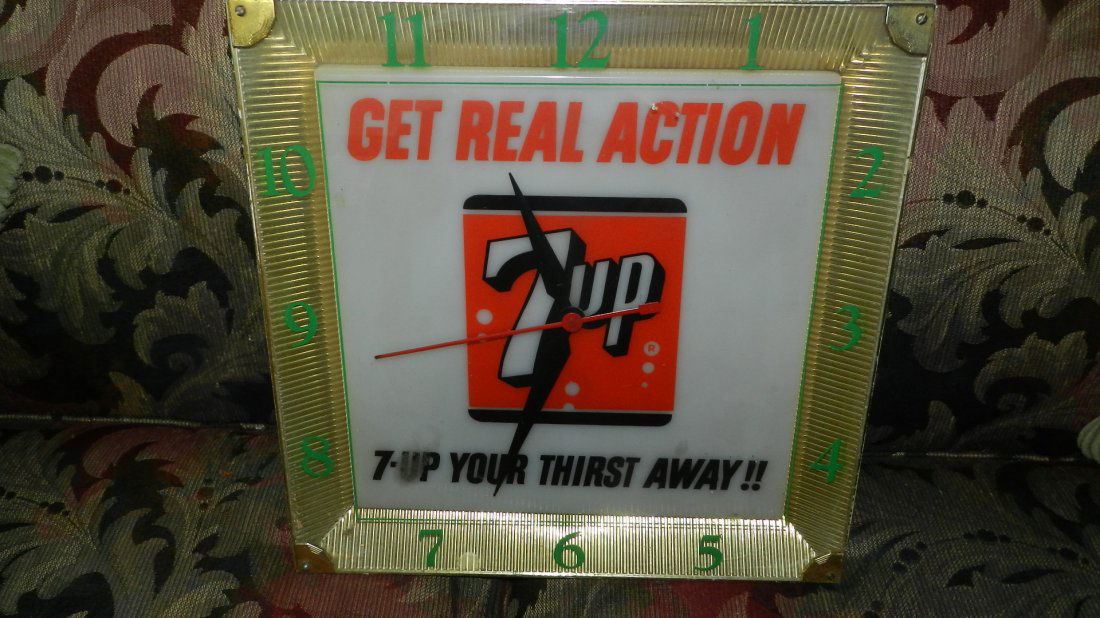 11 12 1
GET REAL ACTION
10 2
7UP
9 3
®
8 4
7-UP YOUR THIRST AWAY!!
7 6 5